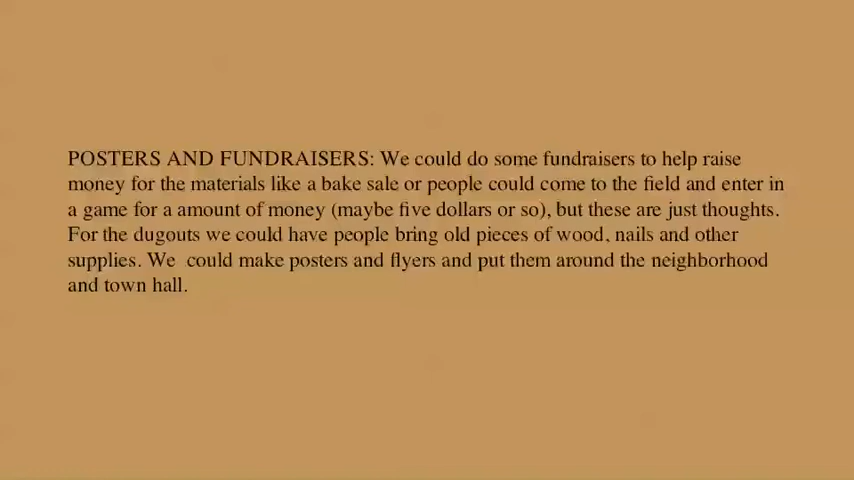 POSTERS AND FUNDRAISERS: We could do some fundraisers to help raise
money for the materials like a bake sale or people could come to the field and enter in
a game for a amount of money (maybe five dollars or so), but these are just thoughts.
For the dugouts we could have people bring old pieces of wood, nails and other
supplies. We  could make posters and flyers and put them around the neighborhood
and town hall.